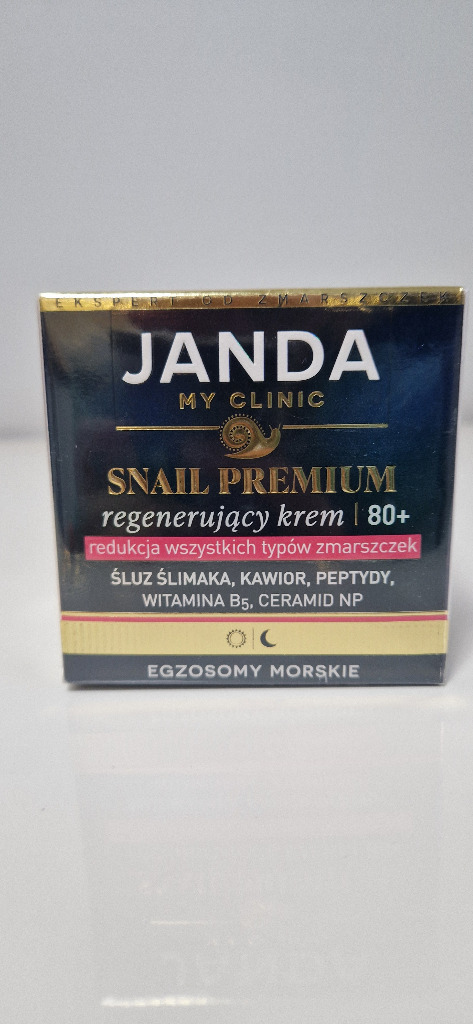 EKSPERT OD ZMARSZCZEK
JANDA
MY CLINIC
SNAIL PREMIUM
regenerujący krem | 80+
redukcja wszystkich typów zmarszczek
ŚLUZ ŚLIMAKA, KAWIOR, PEPTYDY,
WITAMINA B₅, CERAMID NP
EGZOSOMY MORSKIE